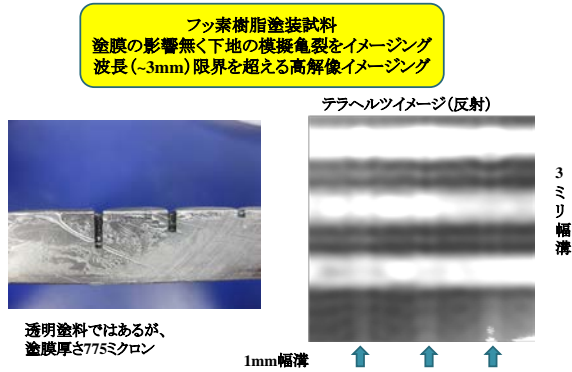 フッ素樹脂塗装試料
塗膜の影響無く下地の模擬亀裂をイメージング
波長（~3mm）限界を超える高解像イメージング
テラヘルツイメージ（反射）
3ミリ幅溝
透明塗料ではあるが、
塗膜厚さ775ミクロン
1mm幅溝